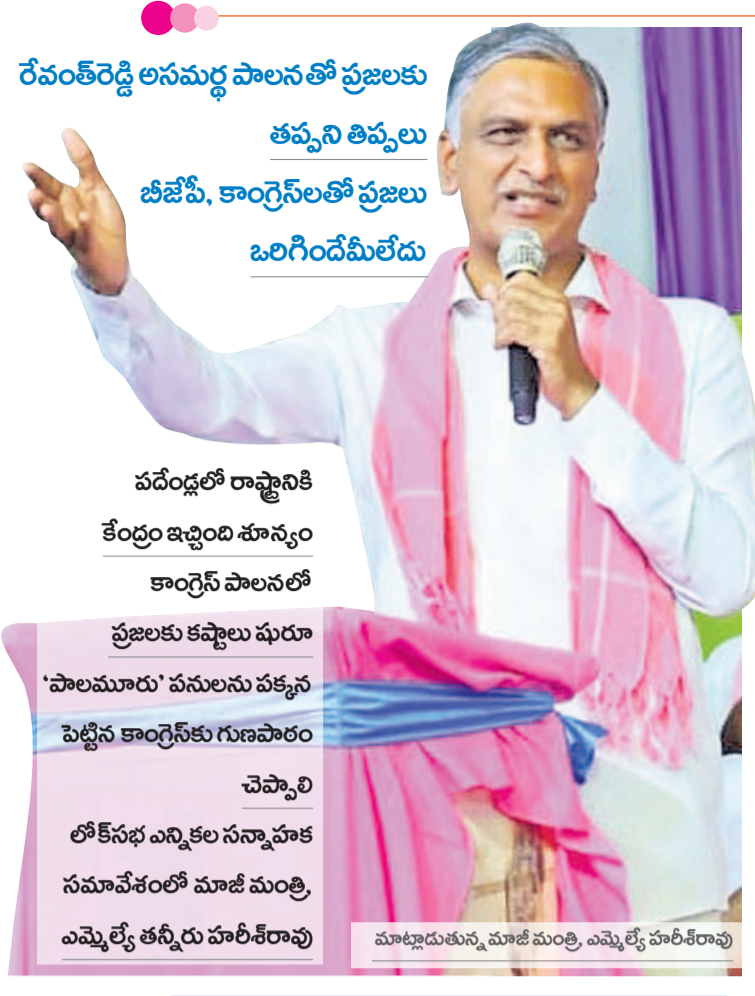 రేవంత్‌రెడ్డి అసమర్థ పాలనతో ప్రజలకు
తప్పని తిప్పలు
బీజేపీ, కాంగ్రెస్‌లతో ప్రజలు
ఒరిగిందేమీలేదు
పదేండ్లలో రాష్ట్రానికి
కేంద్రం ఇచ్చింది శూన్యం
కాంగ్రెస్ పాలనలో
ప్రజలకు కష్టాలు షురూ
‘పాలమూరు’ పనులను పక్కన
పెట్టిన కాంగ్రెస్‌కు గుణపాఠం
చెప్పాలి
లోక్‌సభ ఎన్నికల సన్నాహక
సమావేశంలో మాజీ మంత్రి,
ఎమ్మెల్యే తన్నీరు హరీశ్‌రావు
మాట్లాడుతున్న మాజీ మంత్రి, ఎమ్మెల్యే హరీశ్‌రావు